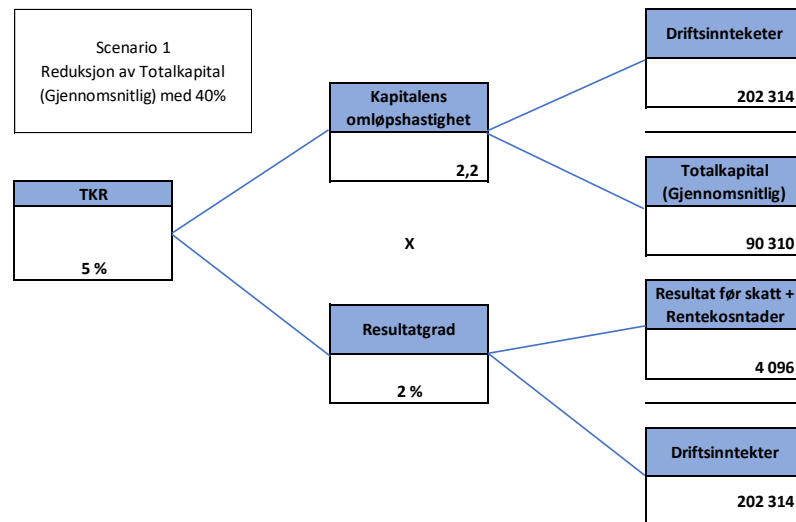 Scenario 1
Reduksjon av Totalkapital
(Gjennomsnitlig) med 40%
TKR
5 %
Kapitalens
omløpshastighet
2,2
X
Resultatgrad
2 %
Driftsinnteketer
202 314
Totalkapital
(Gjennomsnitlig)
90 310
Resultat før skatt +
Rentekosntader
4 096
Driftsinntekter
202 314